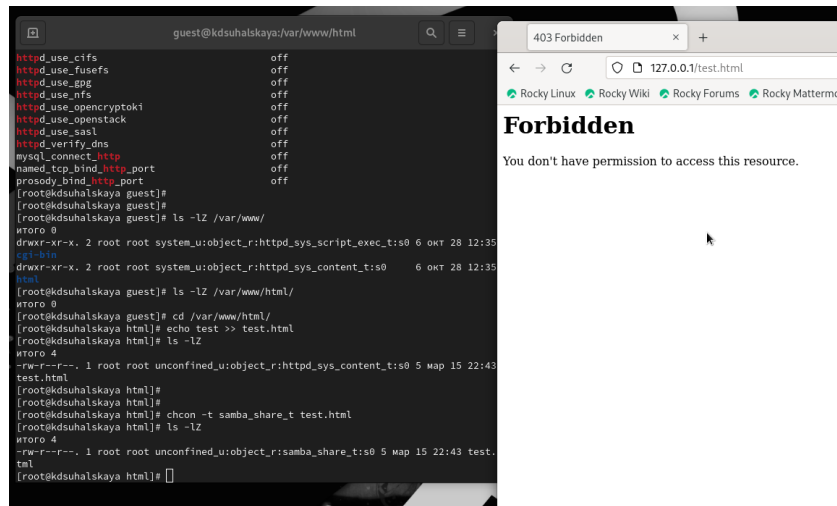 guest@kdsuhalskaya:/var/www/html
httpd_use_cifs off
httpd_use_fusefs off
httpd_use_gpg off
httpd_use_nfs off
httpd_use_opencryptoki off
httpd_use_openstack off
httpd_use_sasl off
httpd_verify_dns off
mysql_connect_http off
named_tcp_bind_http_port off
prosody_bind_http_port off
[root@kdsuhalskaya guest]#
[root@kdsuhalskaya guest]#
[root@kdsuhalskaya guest]# ls -lZ /var/www/
итого 0
drwxr-xr-x. 2 root root system_u:object_r:httpd_sys_script_exec_t:s0 6 окт 28 12:35
cgi-bin
drwxr-xr-x. 2 root root system_u:object_r:httpd_sys_content_t:s0 6 окт 28 12:35
html
[root@kdsuhalskaya guest]# ls -lZ /var/www/html/
итого 0
[root@kdsuhalskaya guest]# cd /var/www/html/
[root@kdsuhalskaya html]# echo test >> test.html
[root@kdsuhalskaya html]# ls -lZ
итого 4
-rw-r--r--. 1 root root unconfined_u:object_r:httpd_sys_content_t:s0 5 мар 15 22:43
test.html
[root@kdsuhalskaya html]#
[root@kdsuhalskaya html]#
[root@kdsuhalskaya html]# chcon -t samba_share_t test.html
[root@kdsuhalskaya html]# ls -lZ
итого 4
-rw-r--r--. 1 root root unconfined_u:object_r:samba_share_t:s0 5 мар 15 22:43 test.
tml
[root@kdsuhalskaya html]#
403 Forbidden
127.0.0.1/test.html
Rocky Linux Rocky Wiki Rocky Forums Rocky Mattermo
Forbidden
You don't have permission to access this resource.